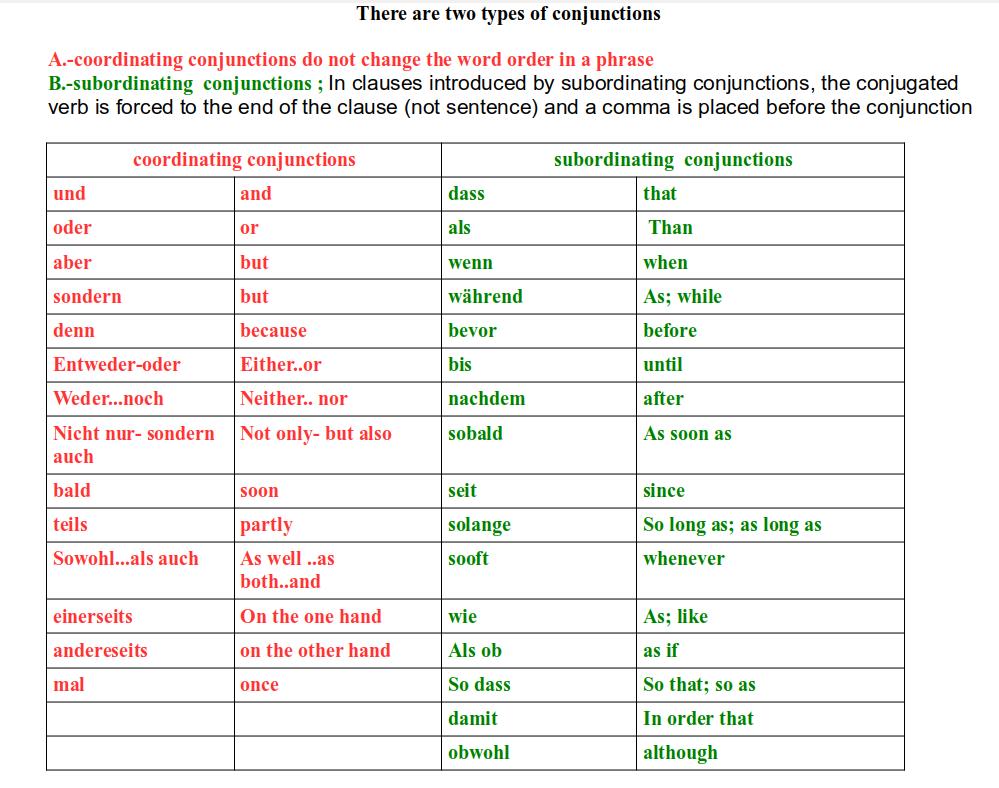 There are two types of conjunctions
A.-coordinating conjunctions do not change the word order in a phrase
B.-subordinating conjunctions ; In clauses introduced by subordinating conjunctions, the conjugated
verb is forced to the end of the clause (not sentence) and a comma is placed before the conjunction
coordinating conjunctions subordinating conjunctions
und and dass that
oder or als Than
aber but wenn when
sondern but während As; while
denn because bevor before
Entweder-oder Either..or bis until
Weder...noch Neither.. nor nachdem after
Nicht nur- sondern Not only- but also sobald As soon as
auch
bald soon seit since
teils partly solange So long as; as long as
Sowohl...als auch As well ..as sooft whenever
both..and
einerseits On the one hand wie As; like
andereseits on the other hand Als ob as if
mal once So dass So that; so as
damit In order that
obwohl although